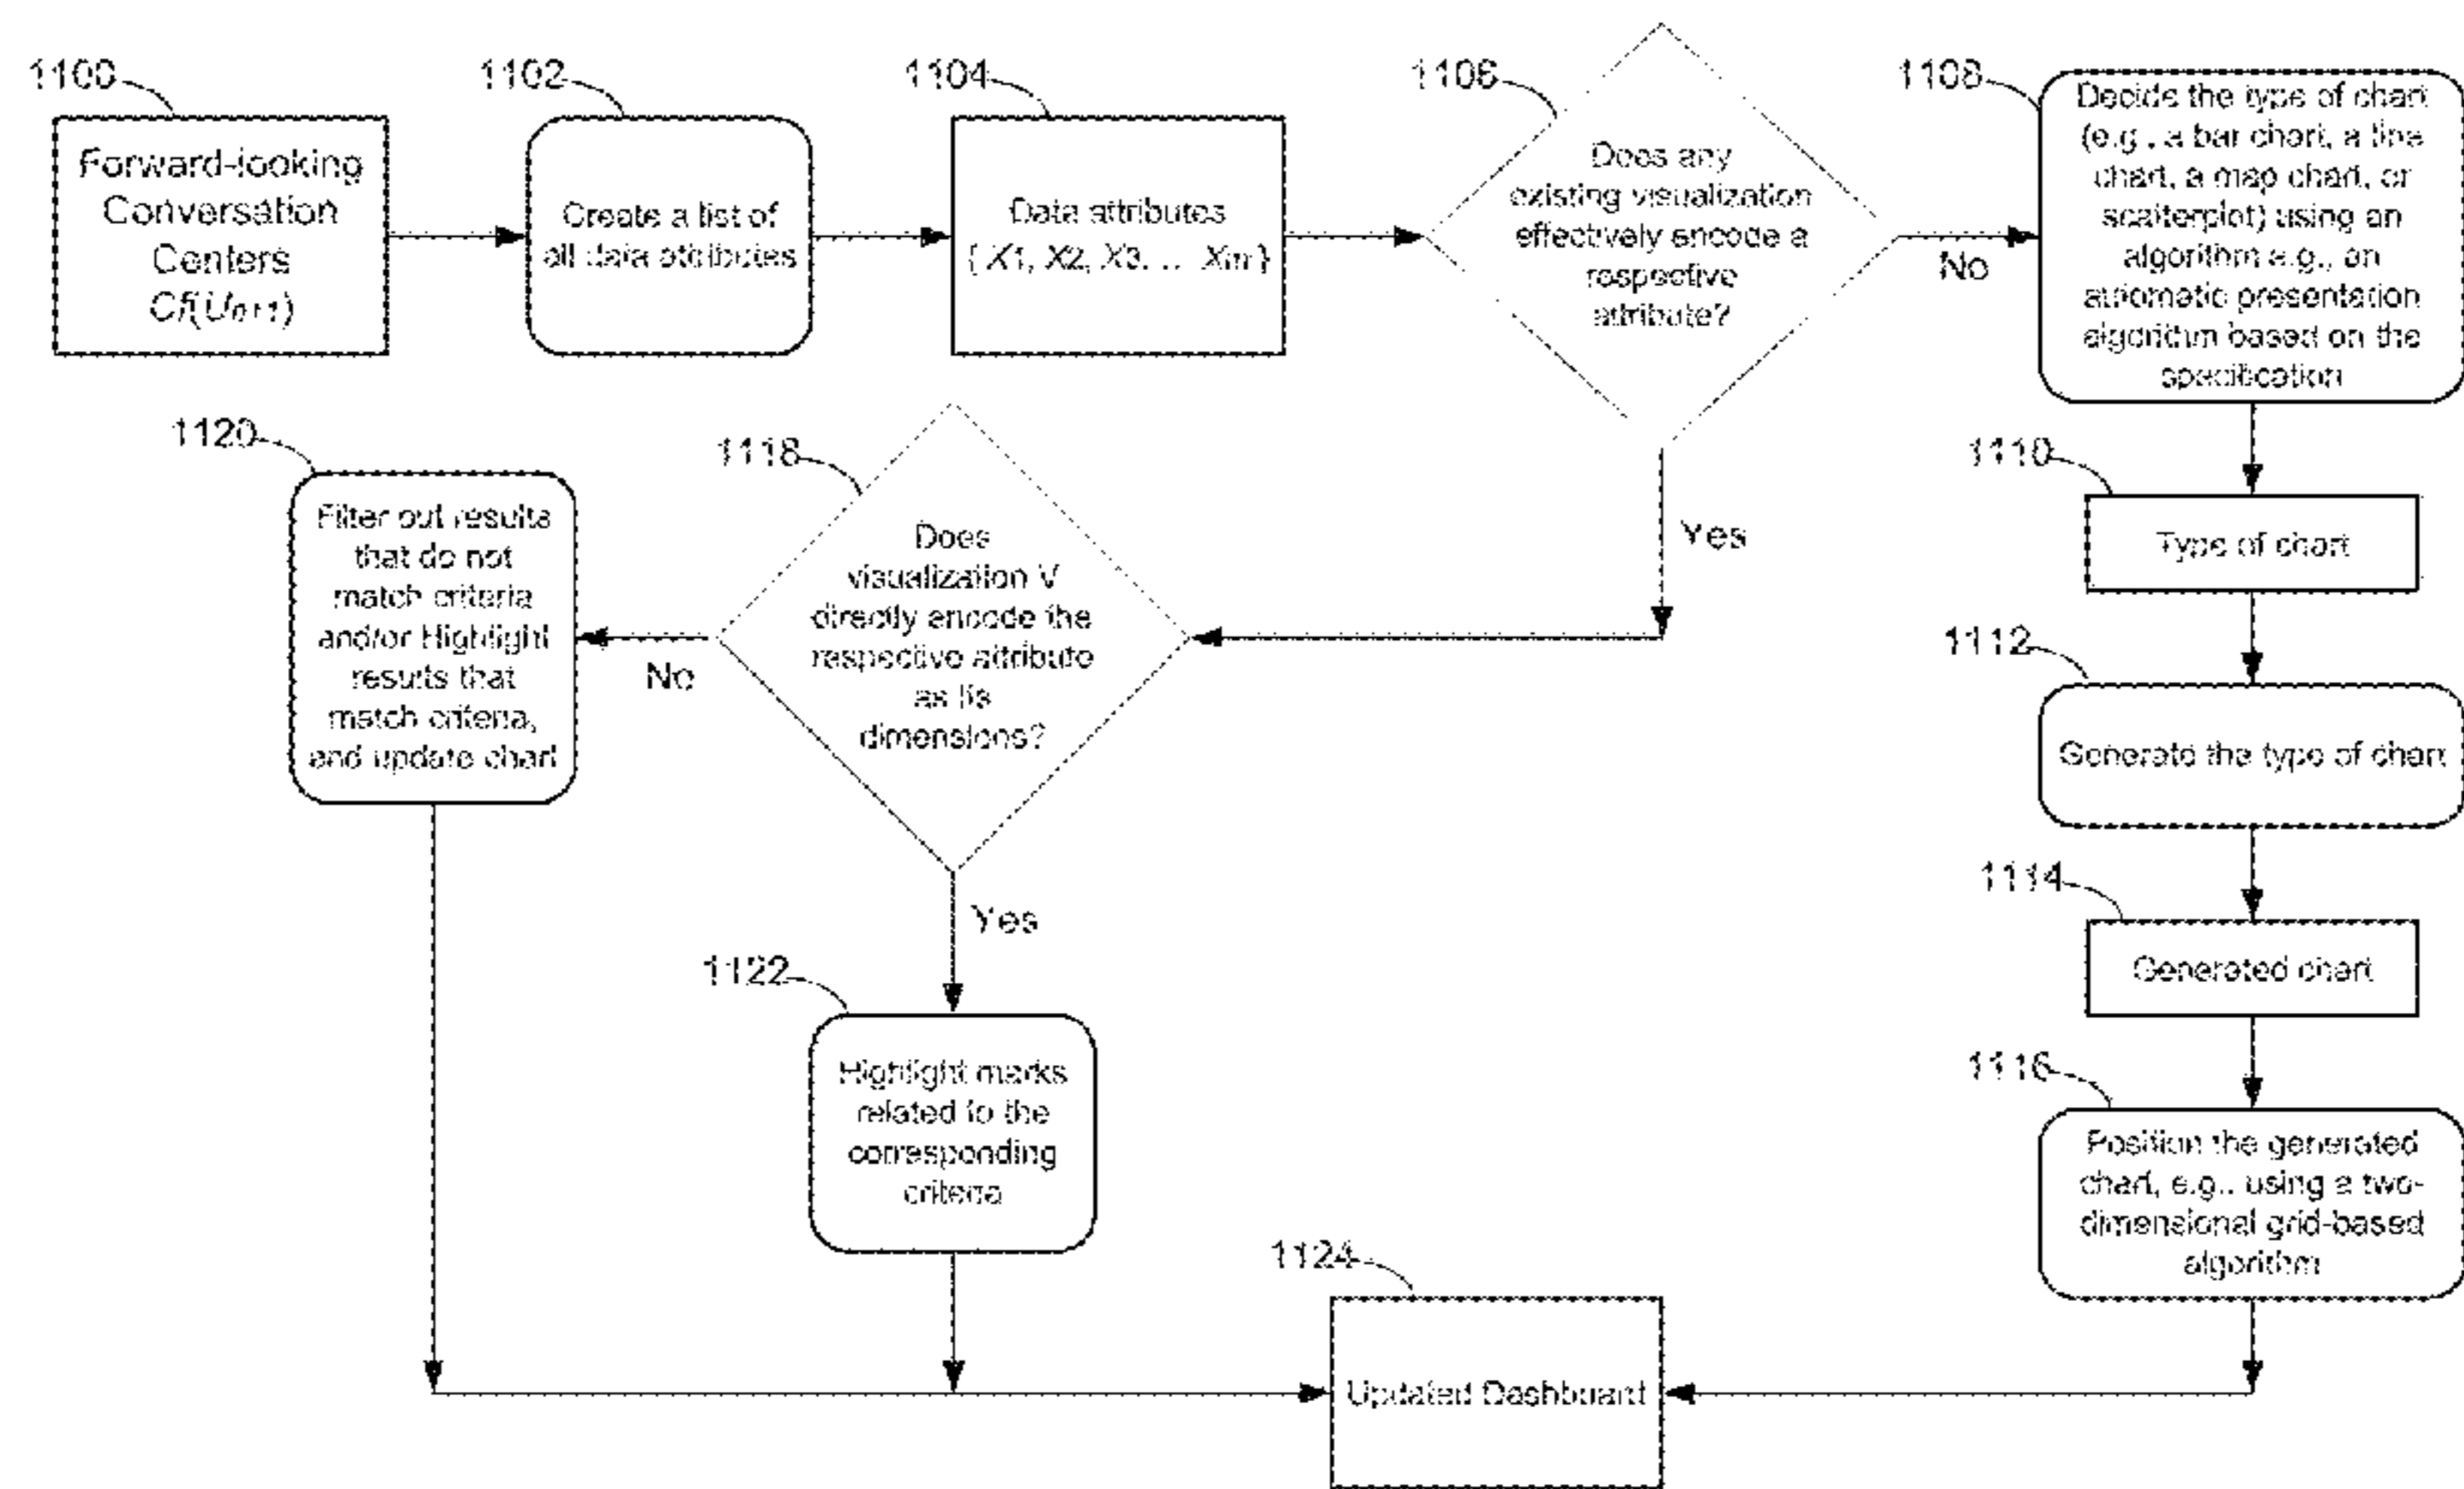 1100
Forward-looking
Conversation
Centers
Cf(Un+1)
1102
Create a list of
all data attributes
1104
Data attributes
{ X1, X2, X3, ... Xm }
1106
Does any
existing visualization
effectively encode a
respective
attribute?
No
Yes
1108
Decide the type of chart
(e.g., a bar chart, a line
chart, a map chart, or
scatterplot) using an
algorithm e.g., an
automatic presentation
algorithm based on the
specification
1110
Type of chart
1112
Generate the type of chart
1114
Generated chart
1116
Position the generated
chart, e.g., using a two-
dimensional grid-based
algorithm
1118
Does
visualization V
directly encode the
respective attribute
as its
dimensions?
No
Yes
1120
Filter out results
that do not
match criteria
and/or Highlight
results that
match criteria,
and update chart
1122
Highlight marks
related to the
corresponding
criteria
1124
Updated Dashboard